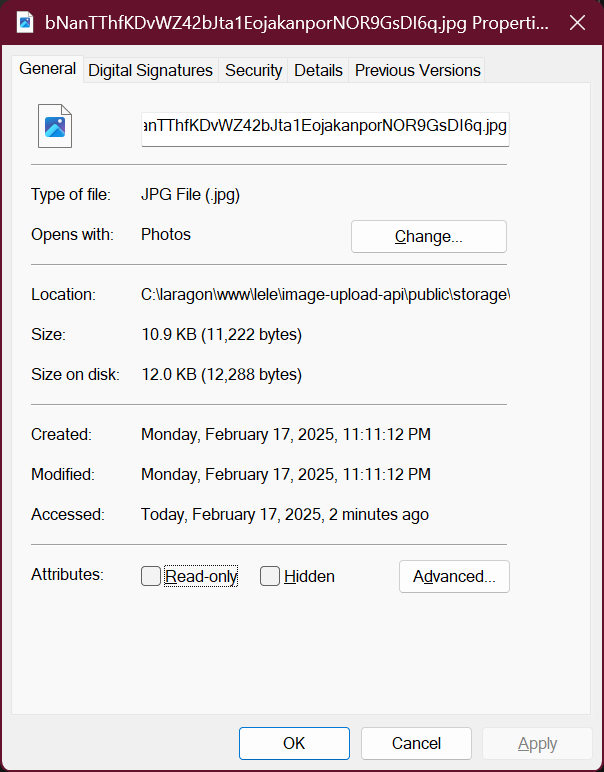 bNanTThfKDvWZ42bJta1EojakanporNOR9GsDI6q.jpg Properti...
General Digital Signatures Security Details Previous Versions
anTThfKDvWZ42bJta1EojakanporNOR9GsDI6q.jpg
Type of file: JPG File (.jpg)
Opens with: Photos Change...
Location: C:\laragon\www\lele\image-upload-api\public\storage\
Size: 10.9 KB (11,222 bytes)
Size on disk: 12.0 KB (12,288 bytes)
Created: Monday, February 17, 2025, 11:11:12 PM
Modified: Monday, February 17, 2025, 11:11:12 PM
Accessed: Today, February 17, 2025, 2 minutes ago
Attributes: Read-only Hidden Advanced...
OK Cancel Apply